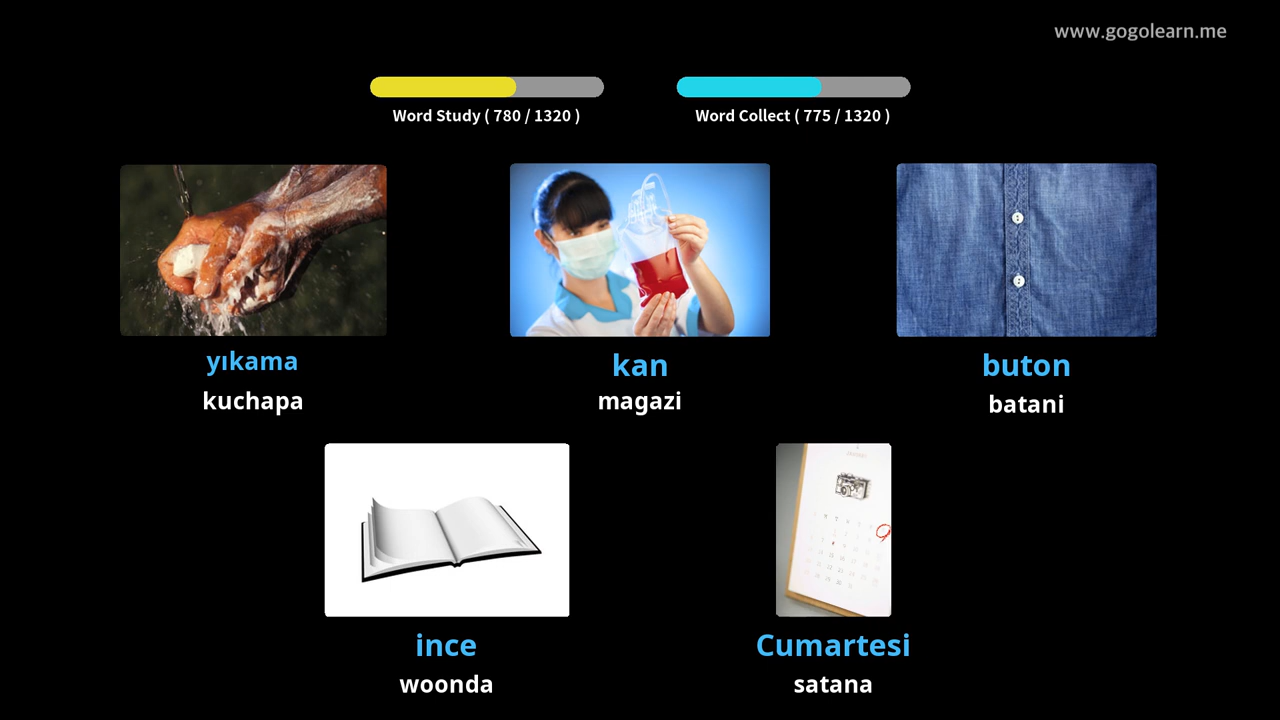 www.gogolearn.me
Word Study ( 780 / 1320 )
Word Collect ( 775 / 1320 )
yıkama
kuchapa
kan
magazi
buton
batani
ince
woonda
Cumartesi
satana